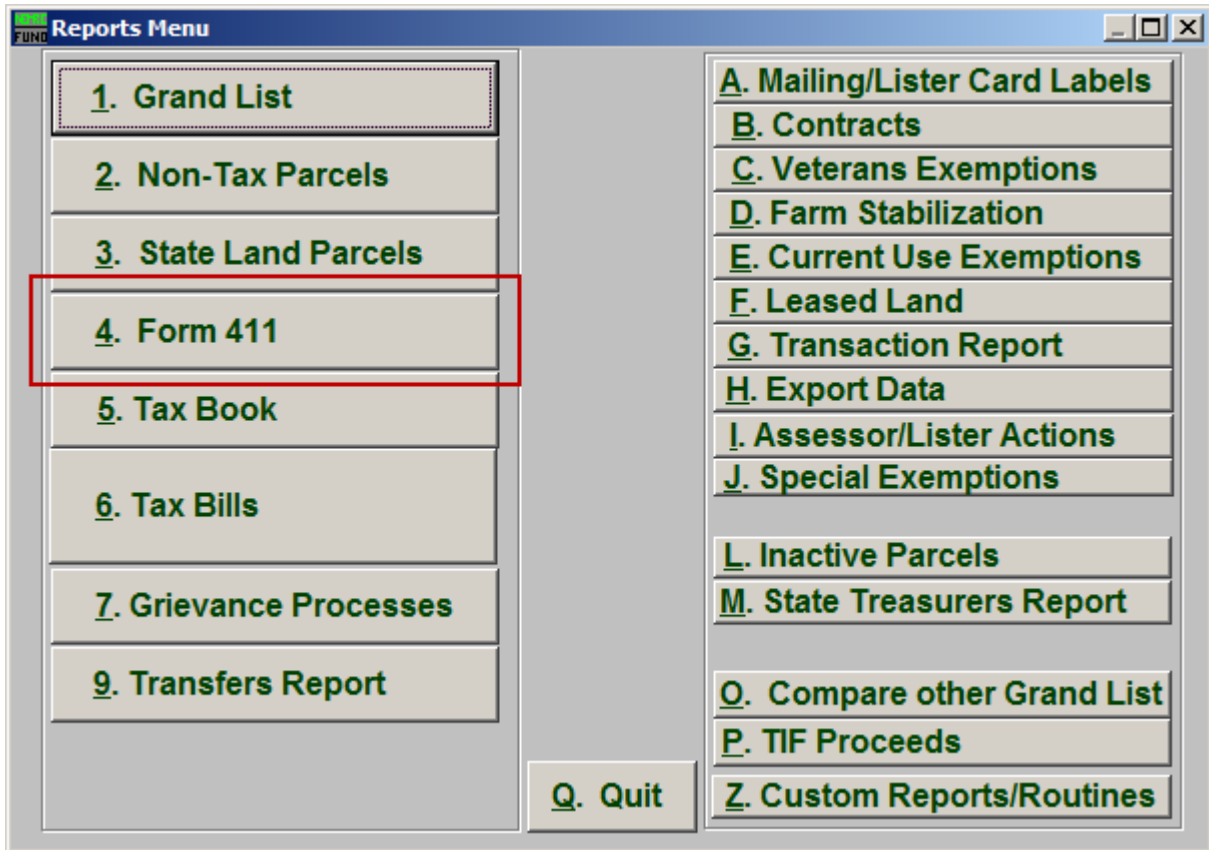 FUND
Reports Menu
1. Grand List
2. Non-Tax Parcels
3. State Land Parcels
4. Form 411
5. Tax Book
6. Tax Bills
7. Grievance Processes
9. Transfers Report
Q. Quit
A. Mailing/Lister Card Labels
B. Contracts
C. Veterans Exemptions
D. Farm Stabilization
E. Current Use Exemptions
F. Leased Land
G. Transaction Report
H. Export Data
I. Assessor/Lister Actions
J. Special Exemptions
L. Inactive Parcels
M. State Treasurers Report
O. Compare other Grand List
P. TIF Proceeds
Z. Custom Reports/Routines